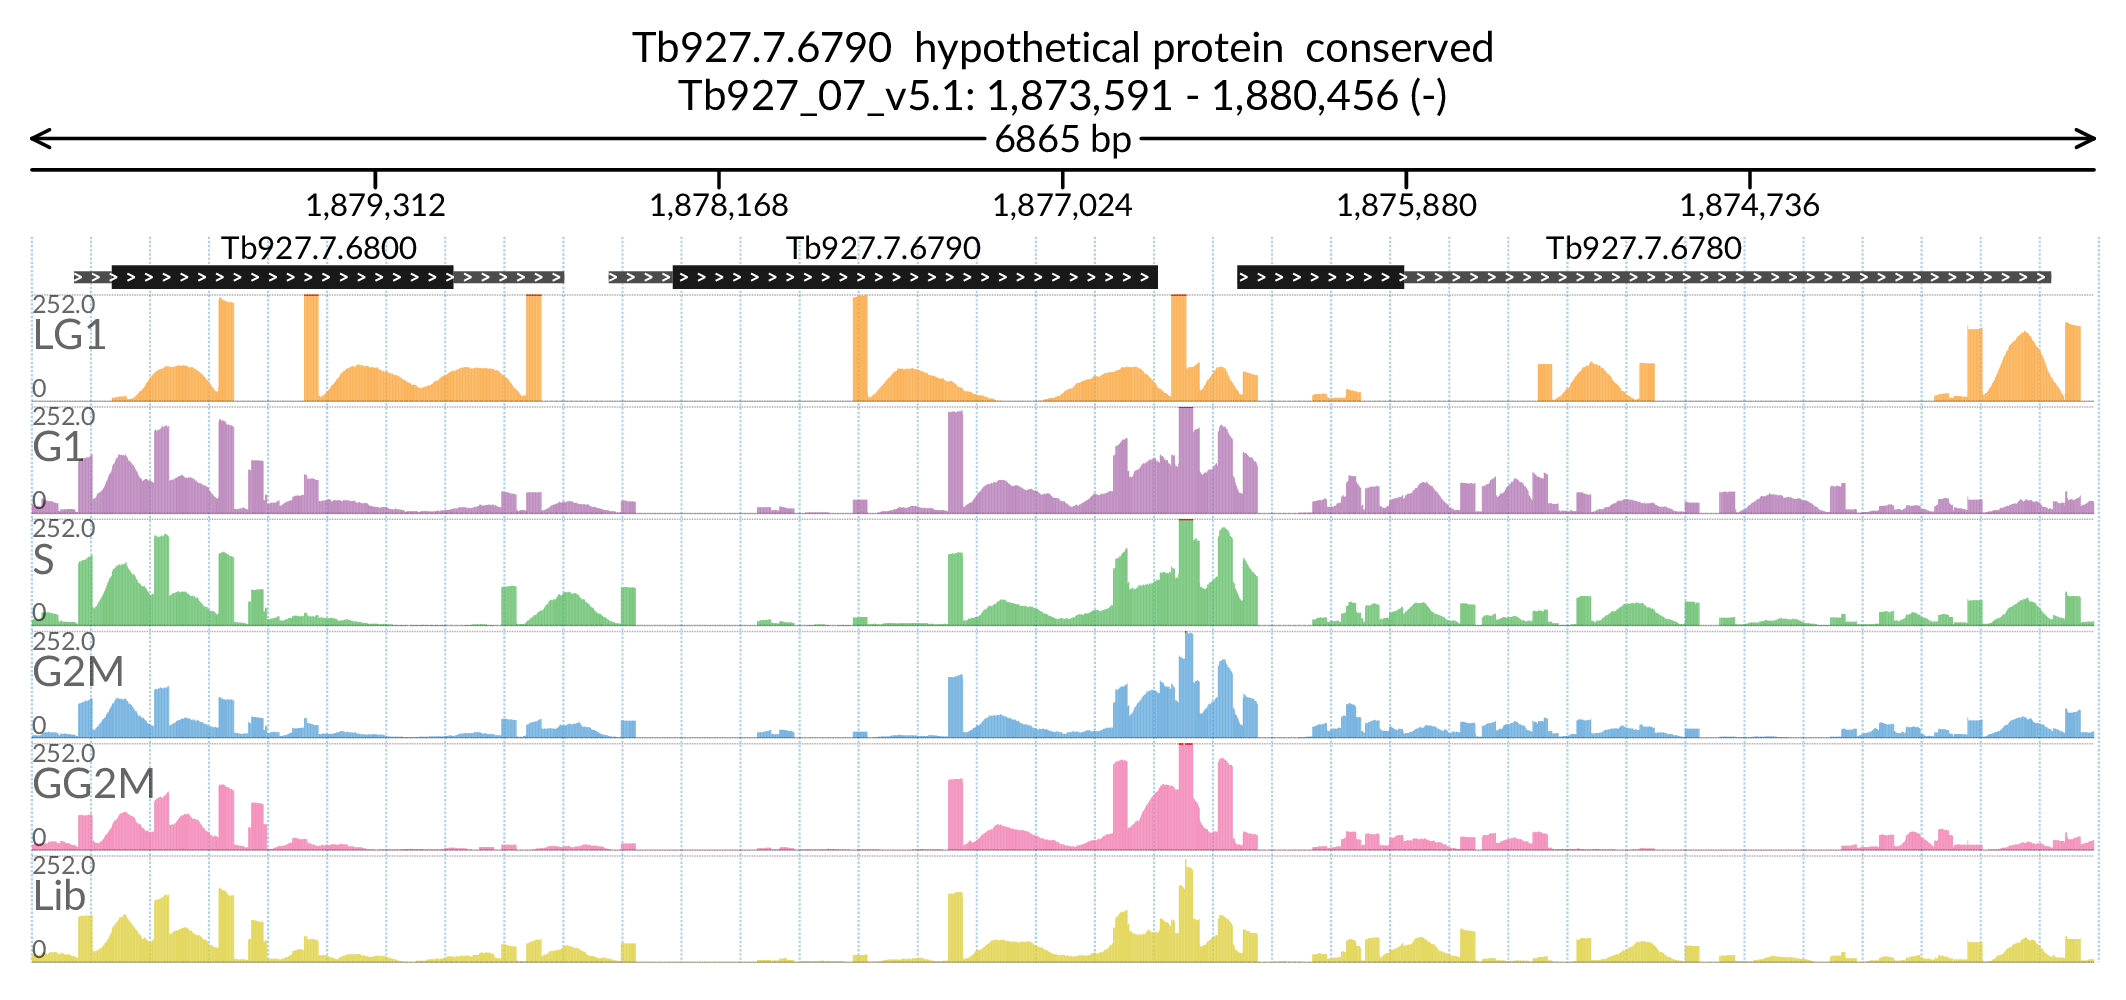 Tb927.7.6790  hypothetical protein  conserved
Tb927_07_v5.1: 1,873,591 - 1,880,456 (-)
6865 bp
1,879,312 1,878,168 1,877,024 1,875,880 1,874,736
Tb927.7.6800 Tb927.7.6790 Tb927.7.6780
252.0
LG1
0
252.0
G1
0
252.0
S
0
252.0
G2M
0
252.0
GG2M
0
252.0
Lib
0